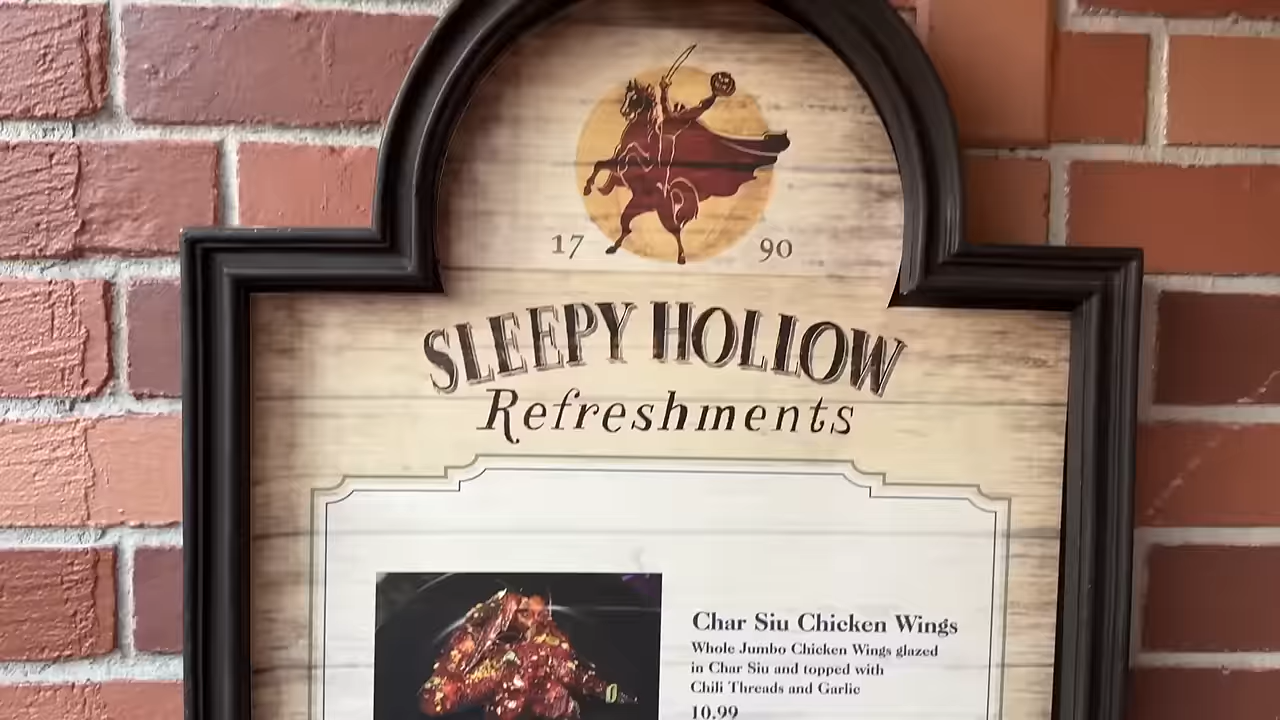 17 90
SLEEPY HOLLOW
Refreshments
Char Siu Chicken Wings
Whole Jumbo Chicken Wings glazed
in Char Siu and topped with
Chili Threads and Garlic
10.99